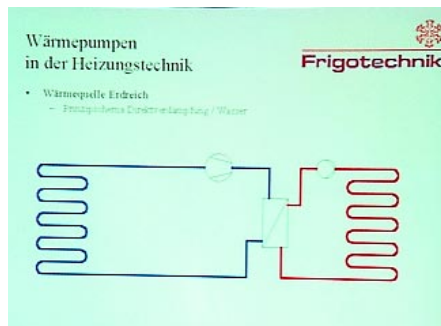 Wärmepumpen
in der Heizungstechnik
Frigotechnik
• Wärmequelle Erdreich
– Prinzipschema Direktverdampfung / Wasser